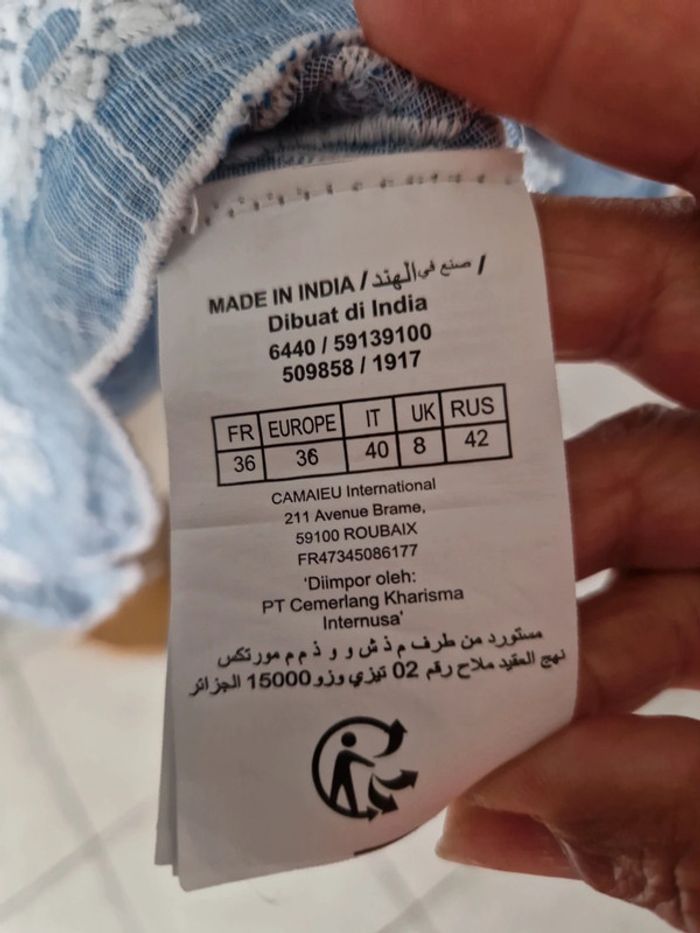 MADE IN INDIA / صنع في الهند /
Dibuat di India
6440 / 59139100
509858 / 1917
FR EUROPE IT UK RUS
36 36 40 8 42
CAMAIEU International
211 Avenue Brame,
59100 ROUBAIX
FR47345086177
'Diimpor oleh:
PT Cemerlang Kharisma
Internusa'
مستورد من طرف م ذ ش و و ذ م م مورتكس
نهج العقيد ملاح رقم 02 تيزي وزو 15000 الجزائر